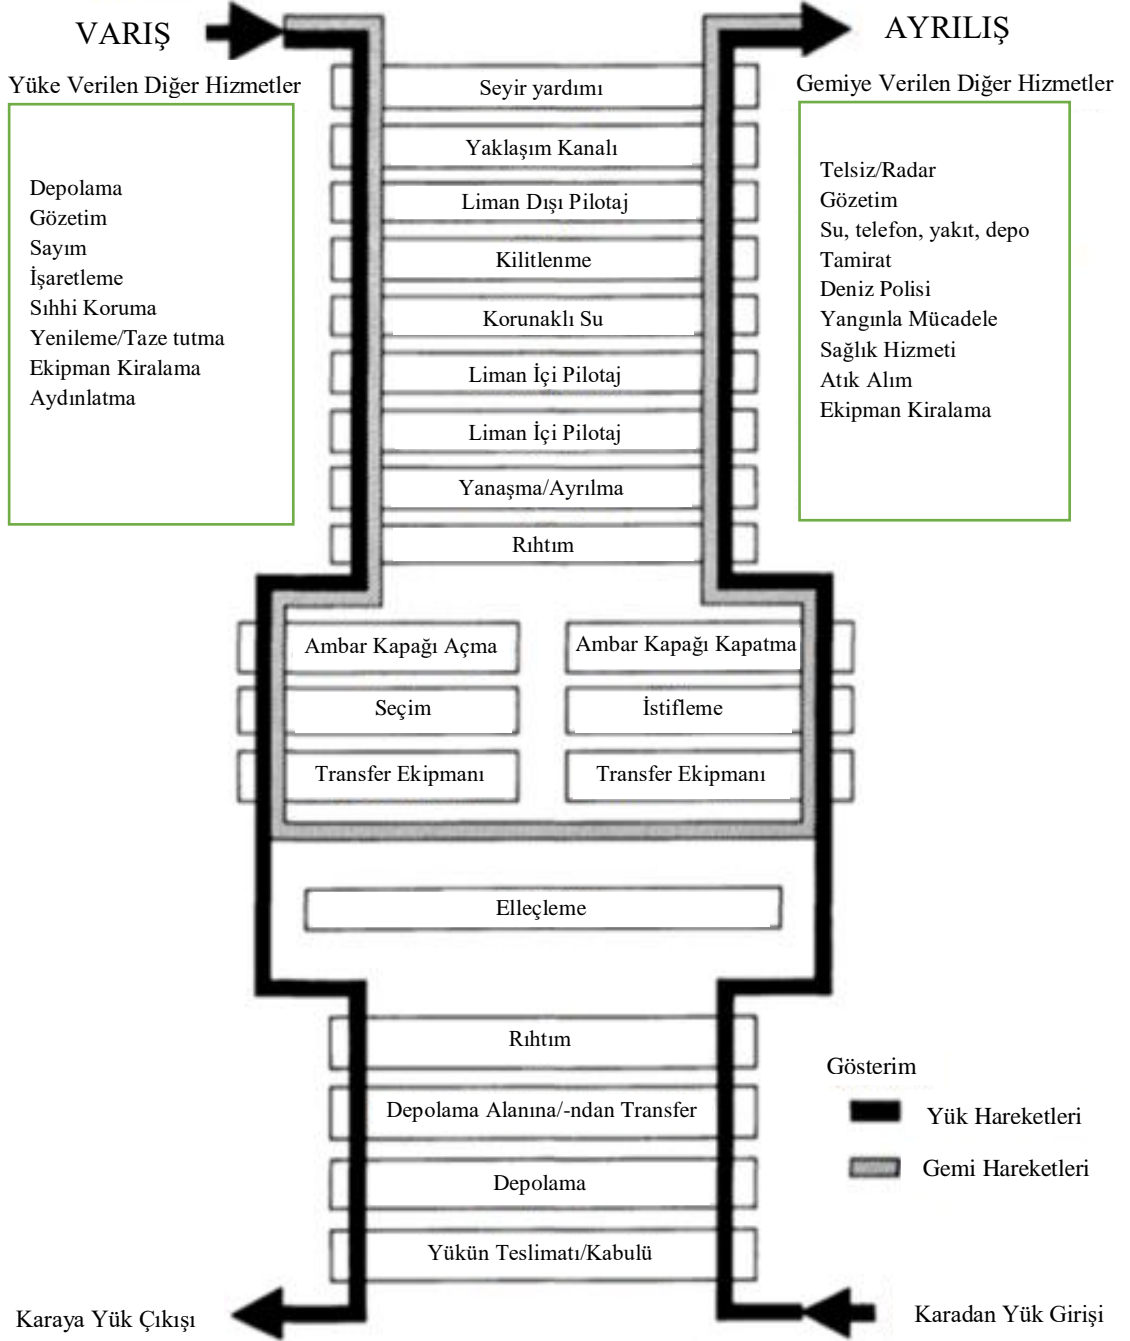 VARIŞ
AYRILIŞ
Yüke Verilen Diğer Hizmetler
Gemiye Verilen Diğer Hizmetler
Depolama
Gözetim
Sayım
İşaretleme
Sıhhi Koruma
Yenileme/Taze tutma
Ekipman Kiralama
Aydınlatma
Seyir yardımı
Yaklaşım Kanalı
Liman Dışı Pilotaj
Kilitlenme
Korunaklı Su
Liman İçi Pilotaj
Liman İçi Pilotaj
Yanaşma/Ayrılma
Rıhtım
Telsiz/Radar
Gözetim
Su, telefon, yakıt, depo
Tamirat
Deniz Polisi
Yangınla Mücadele
Sağlık Hizmeti
Atık Alım
Ekipman Kiralama
Ambar Kapağı Açma
Ambar Kapağı Kapatma
Seçim
İstifleme
Transfer Ekipmanı
Transfer Ekipmanı
Elleçleme
Rıhtım
Depolama Alanına/-ndan Transfer
Depolama
Yükün Teslimatı/Kabülü
Gösterim
Yük Hareketleri
Gemi Hareketleri
Karaya Yük Çıkışı
Karadan Yük Girişi